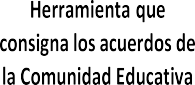 Herramienta que
consigna los acuerdos de
la Comunidad Educativa